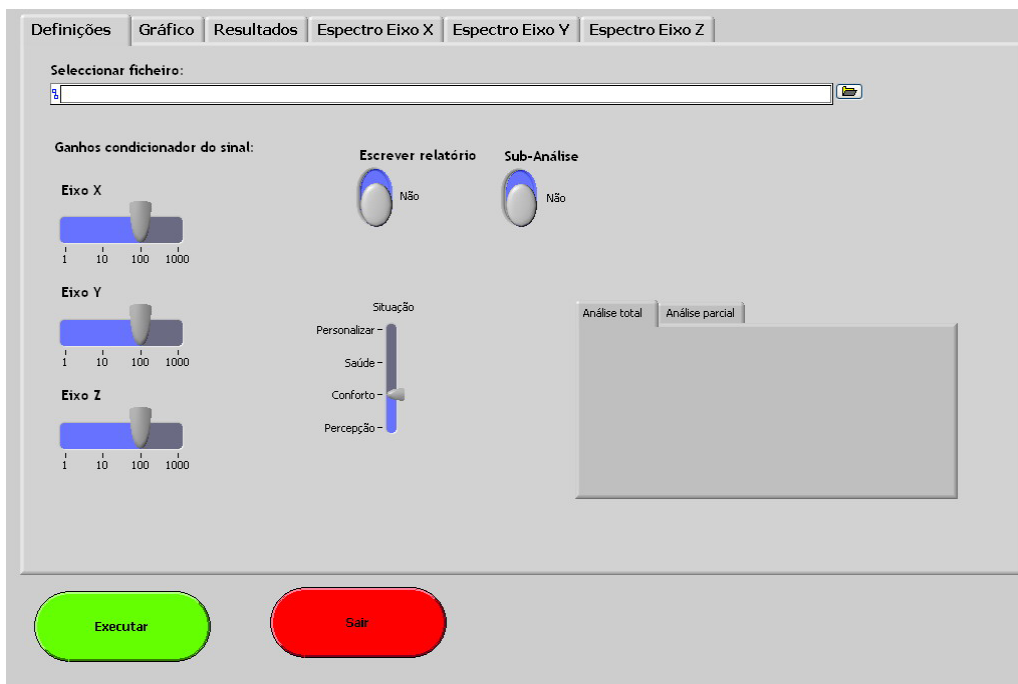 Definições Gráfico Resultados Espectro Eixo X Espectro Eixo Y Espectro Eixo Z
Seleccionar ficheiro:
Ganhos condicionador do sinal:
Escrever relatório Sub-Análise
Não Não
Eixo X
1 10 100 1000
Eixo Y
1 10 100 1000
Eixo Z
1 10 100 1000
Situação
Personalizar
Saúde
Conforto
Percepção
Análise total Análise parcial
Executar Sair